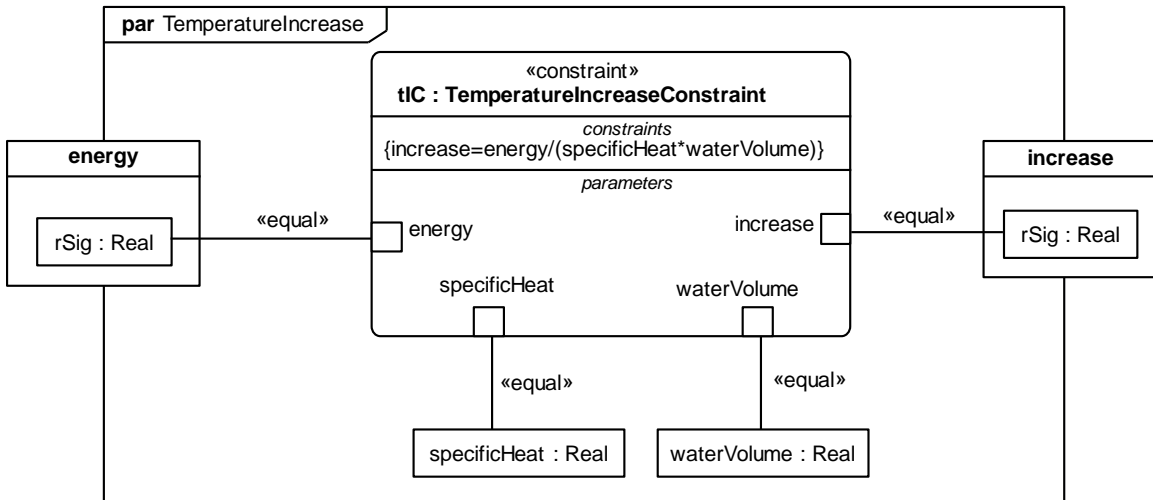 par TemperatureIncrease
«constraint»
tIC : TemperatureIncreaseConstraint
constraints
{increase=energy/(specificHeat*waterVolume)}
parameters
energy
rSig : Real
«equal»
energy
increase
«equal»
increase
rSig : Real
specificHeat
waterVolume
«equal»
«equal»
specificHeat : Real
waterVolume : Real